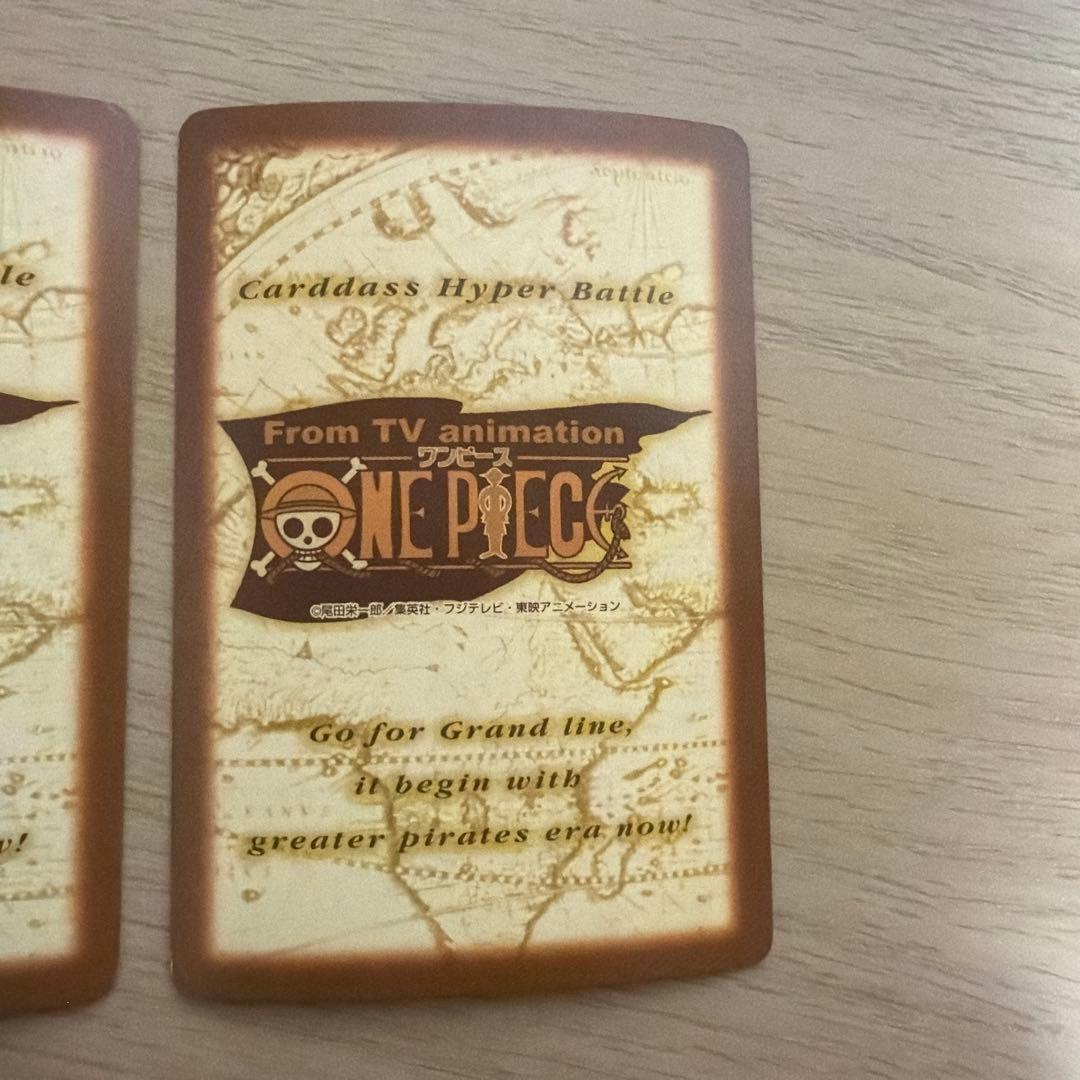 le
v!
Carddass Hyper Battle
From TV animation
ワンピース
ONE PIECE
©尾田栄一郎／集英社・フジテレビ・東映アニメーション
Go for Grand line,
it begin with
greater pirates era now!